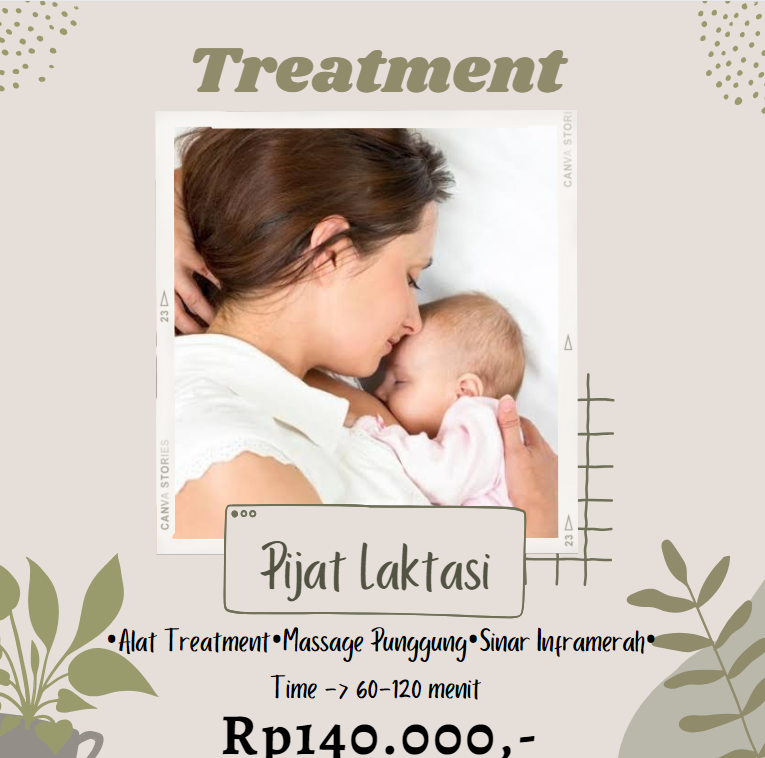 Treatment
CANVA STORI
23
CANVA STORIES
23
Pijat Laktasi
•Alat Treatment•Massage Punggung•Sinar Inframerah•
Time -> 60-120 menit
Rp140.000,-